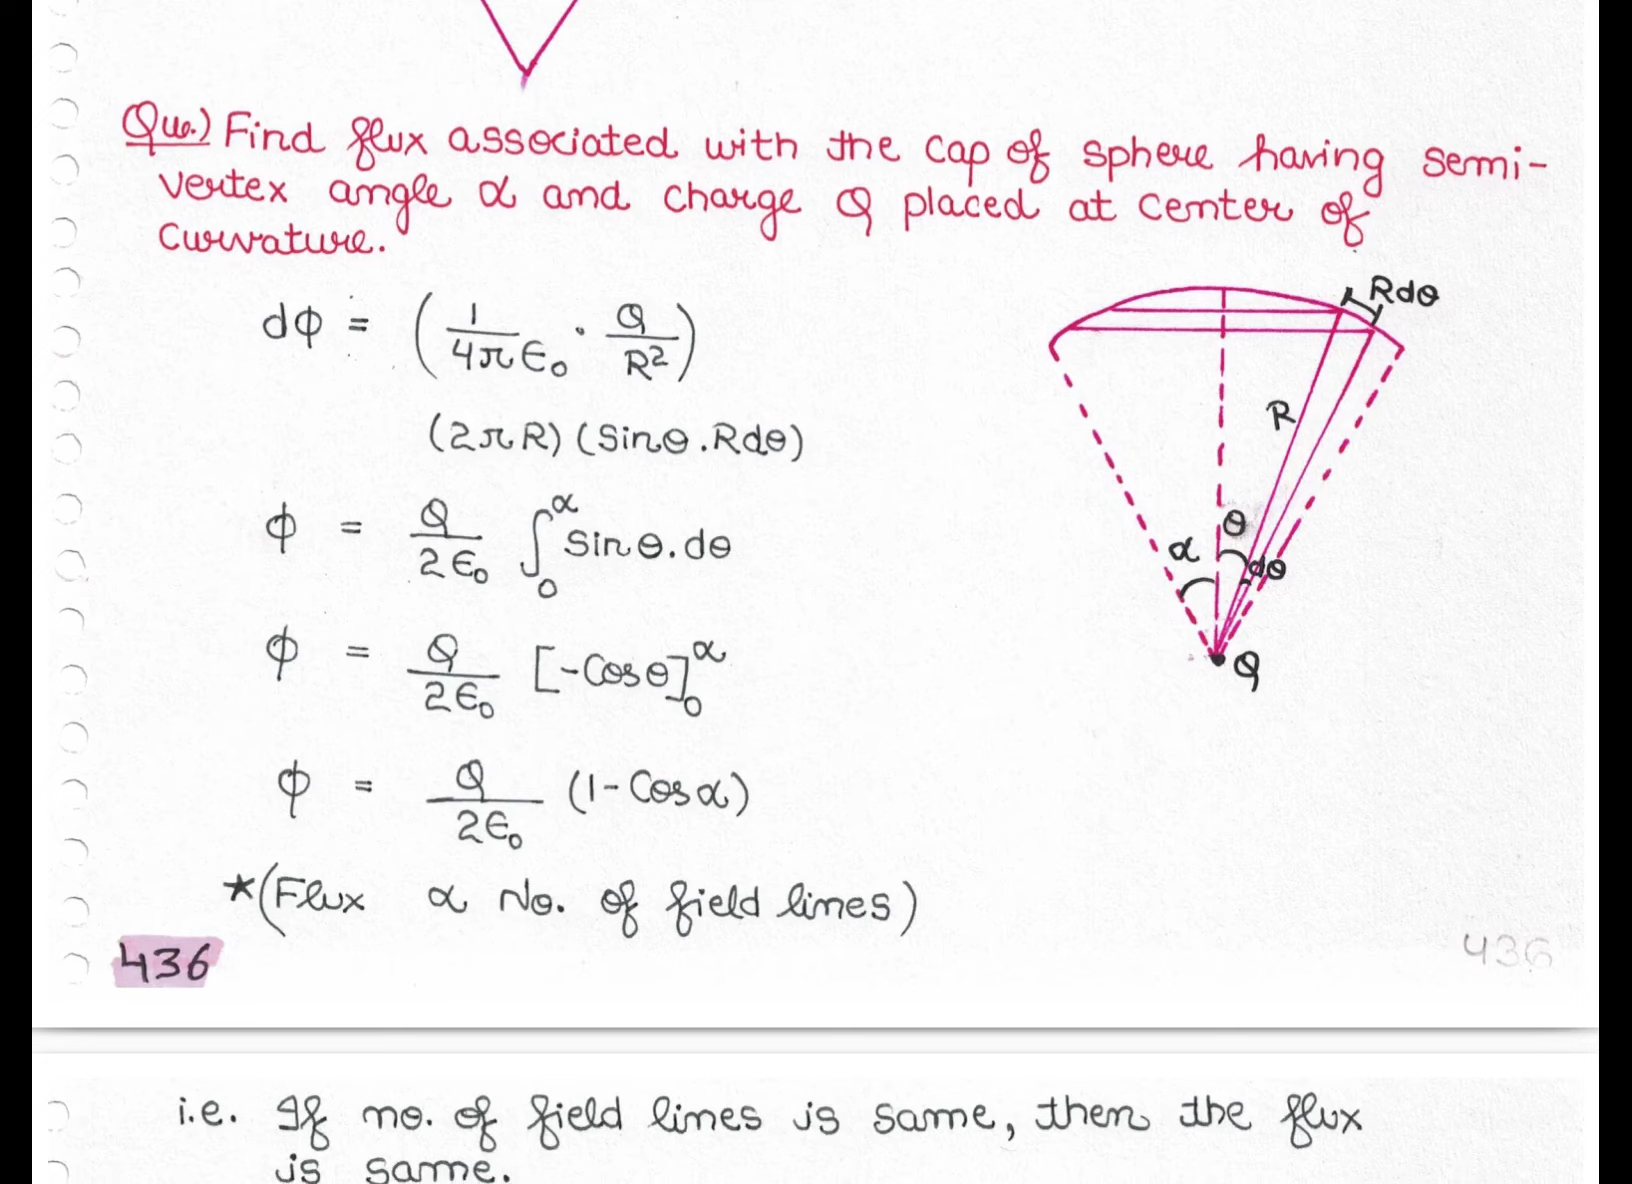 Que.) Find flux associated with the cap of sphere having semi-
vertex angle α and charge Q placed at center of
curvature.
dφ = (1/4πε₀ · Q/R²)
(2πR) (Sinθ.Rdθ)
φ = Q/2ε₀ ∫₀^α Sinθ.dθ
φ = Q/2ε₀ [-Cosθ]₀^α
φ = Q/2ε₀ (1-Cosα)
*(Flux α No. of field lines)
Rdθ
R
θ
α
dθ
Q
436
436
i.e. If no. of field lines is same, then the flux
is same.